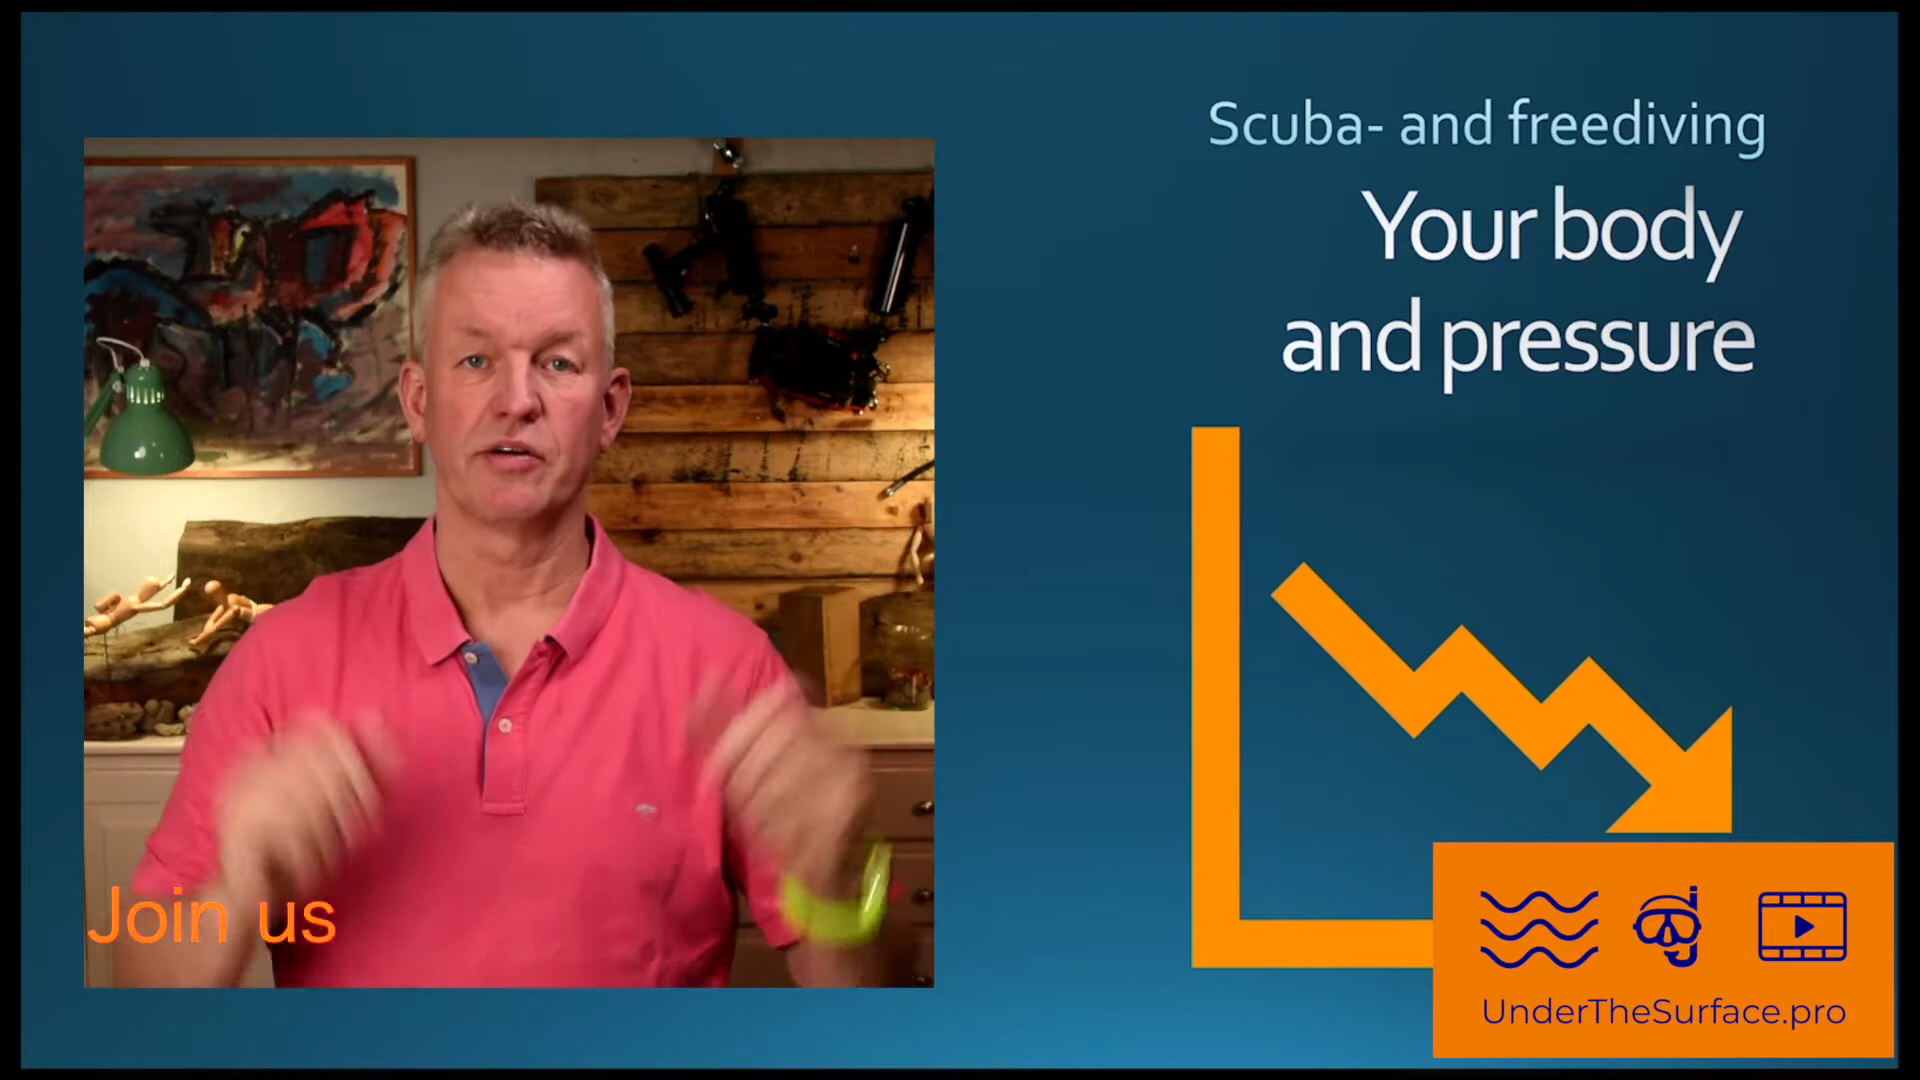 Scuba- and freediving
Your body
and pressure
Join us
UnderTheSurface.pro